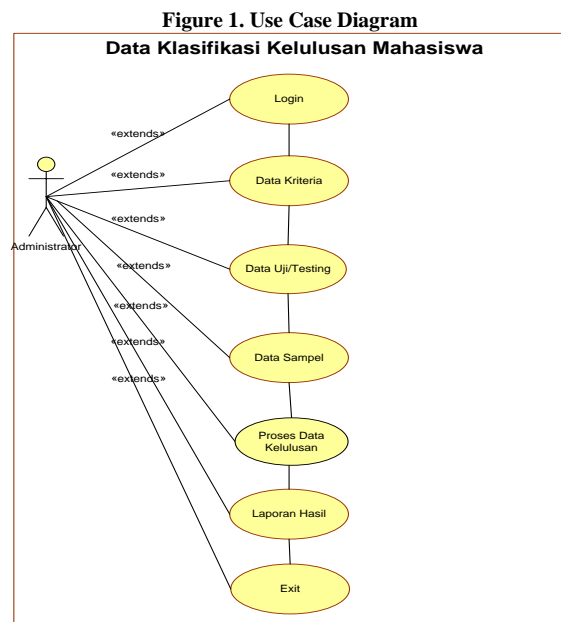 Figure 1. Use Case Diagram
Data Klasifikasi Kelulusan Mahasiswa
Login
«extends»
«extends»
Data Kriteria
«extends»
Administrator
«extends»
Data Uji/Testing
«extends»
«extends»
Data Sampel
«extends»
Proses Data
Kelulusan
Laporan Hasil
Exit